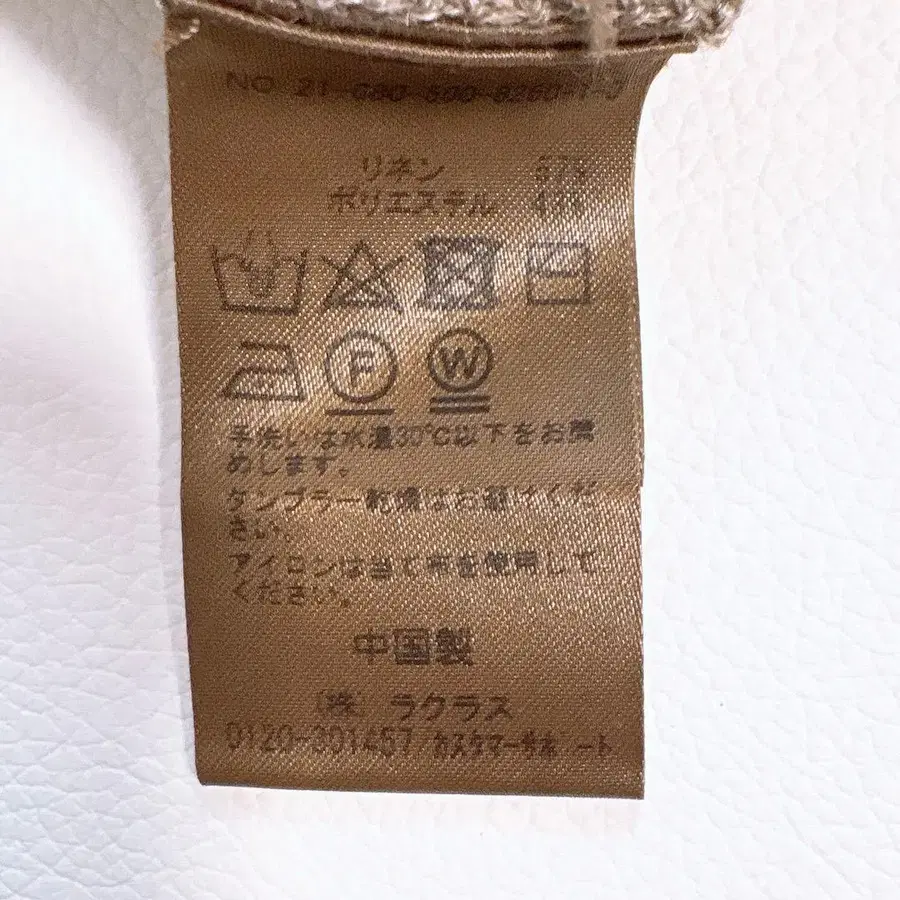 リネン 57%
ポリエステル
P
W
手洗いは水温30℃以下をお薦
めします。
タンブラー乾燥はお避けくだ
さい。
アイロンは当て布を使用して
ください。
中国製
(株) ラクラス
0120-301457 カスタマーサポート